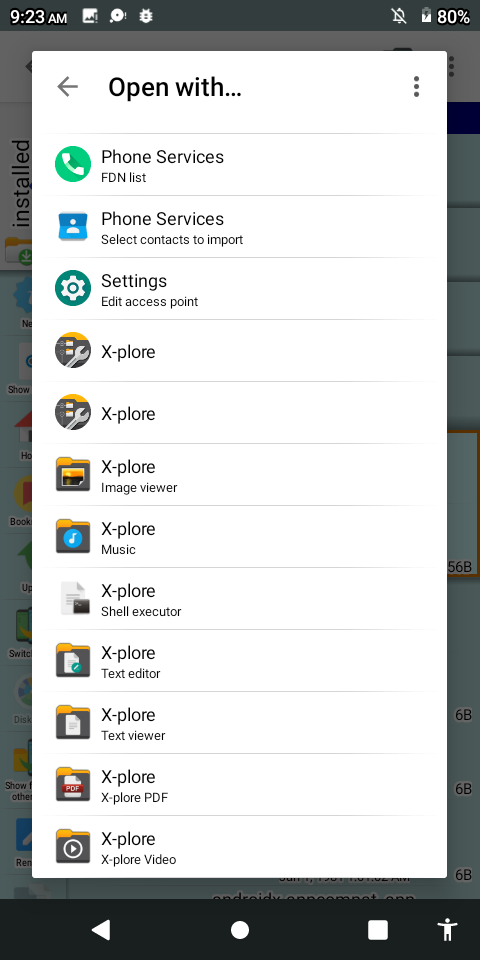 9:23 AM
80%
Open with...
installed
Phone Services
FDN list
Phone Services
Select contacts to import
Settings
Edit access point
X-plore
X-plore
X-plore
Image viewer
X-plore
Music
X-plore
Shell executor
56B
X-plore
Text editor
X-plore
Text viewer
6B
X-plore
X-plore PDF
6B
X-plore
X-plore Video
6B